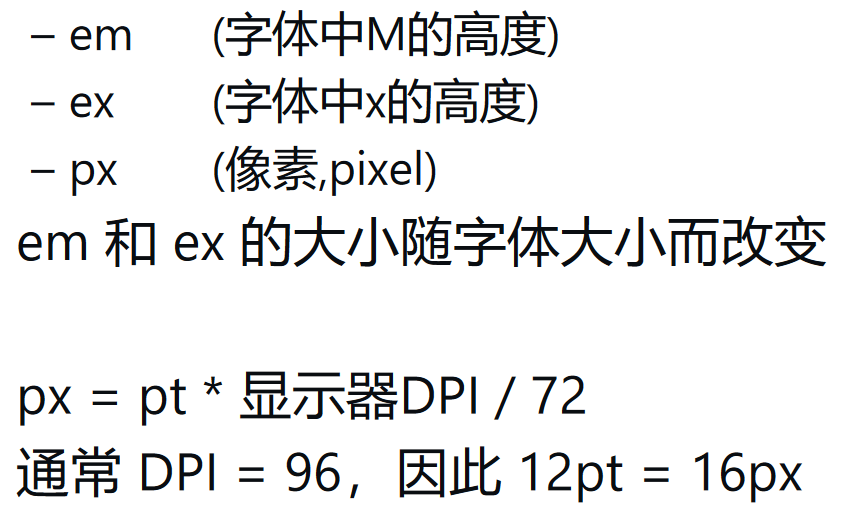 – em (字体中M的高度)
– ex (字体中x的高度)
– px (像素,pixel)
em 和 ex 的大小随字体大小而改变
px = pt * 显示器DPI / 72
通常 DPI = 96，因此 12pt = 16px